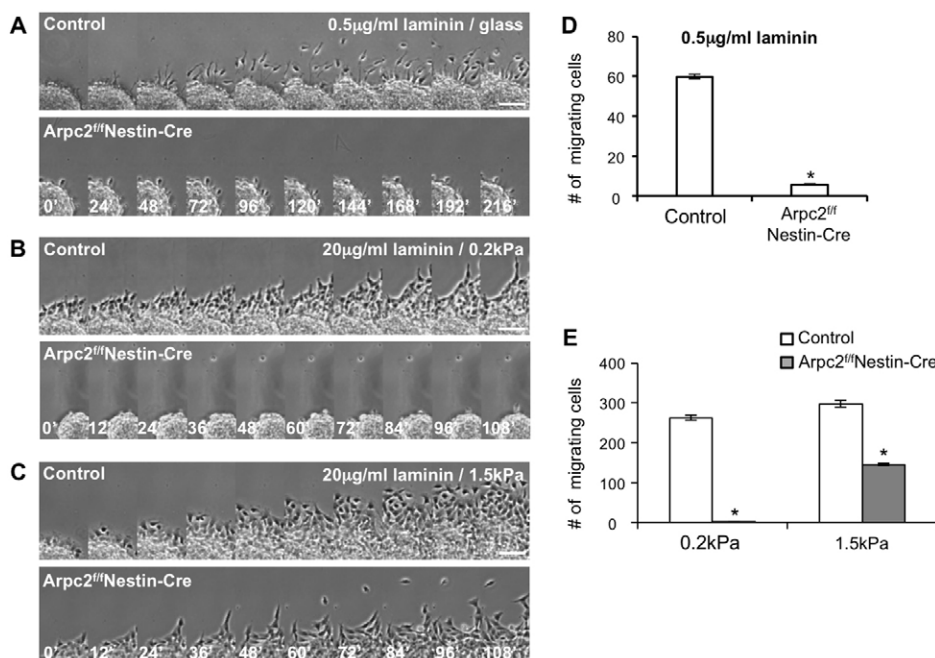 A
Control
0.5µg/ml laminin / glass
Arpc2f/fNestin-Cre
0' 24' 48' 72' 96' 120' 144' 168' 192' 216'
B
Control
20µg/ml laminin / 0.2kPa
Arpc2f/fNestin-Cre
0' 12' 24' 36' 48' 60' 72' 84' 96' 108'
C
Control
20µg/ml laminin / 1.5kPa
Arpc2f/fNestin-Cre
0' 12' 24' 36' 48' 60' 72' 84' 96' 108'
D
0.5µg/ml laminin
# of migrating cells
80
60
40
20
0
*
Control
Arpc2f/f
Nestin-Cre
E
Control
Arpc2f/fNestin-Cre
# of migrating cells
400
300
200
100
0
*
*
0.2kPa
1.5kPa